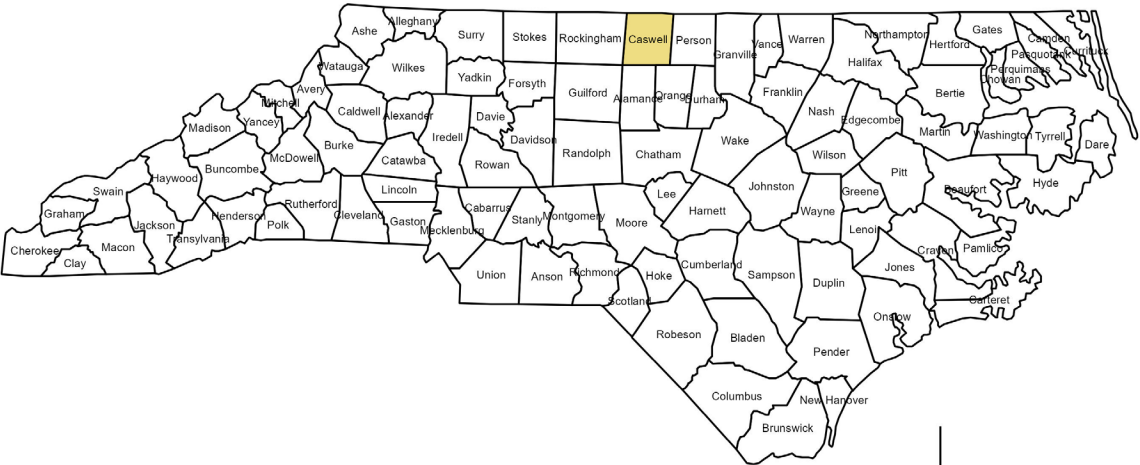 Ashe
Alleghany
Surry
Stokes
Rockingham
Caswell
Person
Granville
Vance
Warren
Northampton
Halifax
Hertford
Gates
Camden
Currituck
Pasquotank
Perquimans
Chowan
Bertie
Watauga
Wilkes
Yadkin
Forsyth
Guilford
Alamance
Orange
Durham
Franklin
Nash
Edgecombe
Martin
Washington
Tyrrell
Dare
Avery
Mitchell
Yancey
Madison
Caldwell
Alexander
Iredell
Davie
Davidson
Randolph
Chatham
Wake
Wilson
Pitt
Beaufort
Hyde
Burke
McDowell
Buncombe
Haywood
Swain
Graham
Catawba
Rowan
Lincoln
Rutherford
Cleveland
Gaston
Polk
Henderson
Transylvania
Jackson
Macon
Cherokee
Clay
Mecklenburg
Cabarrus
Stanly
Montgomery
Moore
Lee
Harnett
Johnston
Wayne
Greene
Lenoi
Craven
Pamlico
Jones
Carteret
Onslow
Duplin
Sampson
Cumberland
Hoke
Richmond
Scotland
Anson
Union
Robeson
Bladen
Pender
Columbus
New Hanover
Brunswick